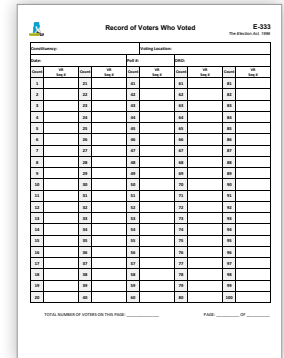 Record of Voters Who Voted
E-333
The Election Act, 1996
Constituency: Voting Location:
Date: Poll #: DRO:
Count VR Seq # Count VR Seq # Count VR Seq # Count VR Seq # Count VR Seq #
1 21 41 61 81
2 22 42 62 82
3 23 43 63 83
4 24 44 64 84
5 25 45 65 85
6 26 46 66 86
7 27 47 67 87
8 28 48 68 88
9 29 49 69 89
10 30 50 70 90
11 31 51 71 91
12 32 52 72 92
13 33 53 73 93
14 34 54 74 94
15 35 55 75 95
16 36 56 76 96
17 37 57 77 97
18 38 58 78 98
19 39 59 79 99
20 40 60 80 100
TOTAL NUMBER OF VOTERS ON THIS PAGE: ______________ PAGE: __________ OF __________